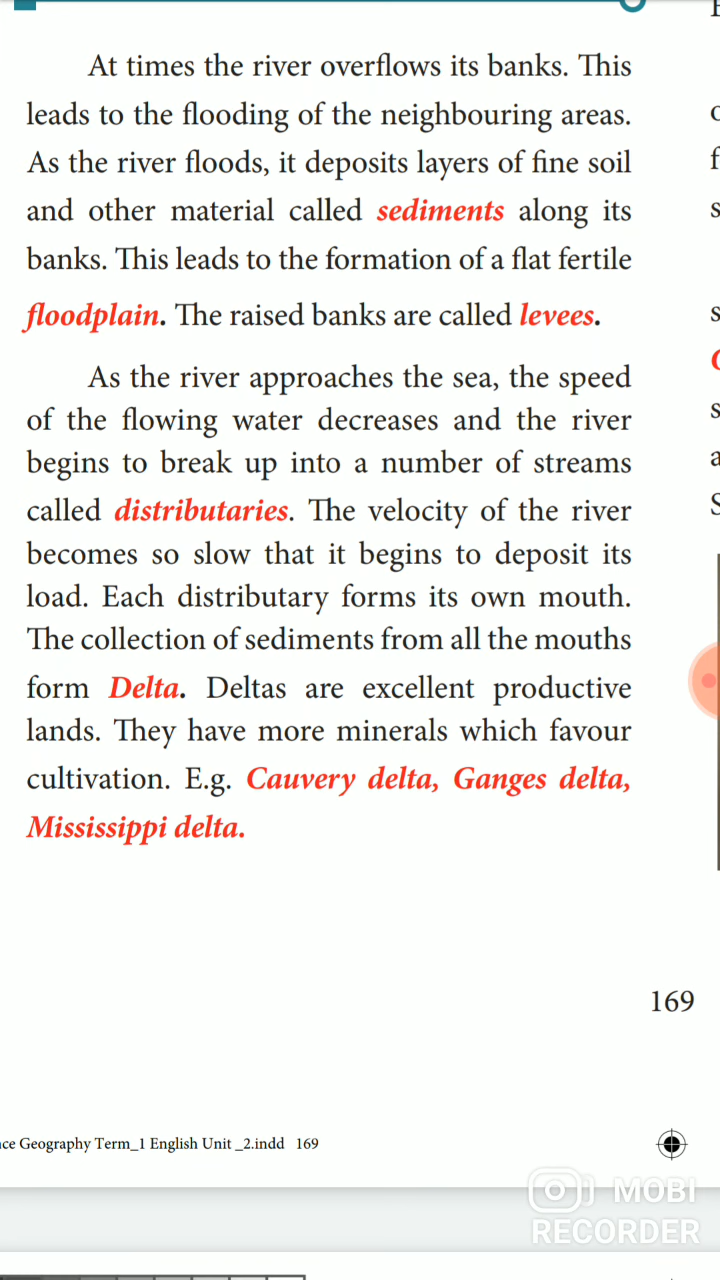 At times the river overflows its banks. This
leads to the flooding of the neighbouring areas.
As the river floods, it deposits layers of fine soil
and other material called sediments along its
banks. This leads to the formation of a flat fertile
floodplain. The raised banks are called levees.
As the river approaches the sea, the speed
of the flowing water decreases and the river
begins to break up into a number of streams
called distributaries. The velocity of the river
becomes so slow that it begins to deposit its
load. Each distributary forms its own mouth.
The collection of sediments from all the mouths
form Delta. Deltas are excellent productive
lands. They have more minerals which favour
cultivation. E.g. Cauvery delta, Ganges delta,
Mississippi delta.
169
ce Geography Term_1 English Unit _2.indd 169
MOBI
RECORDER